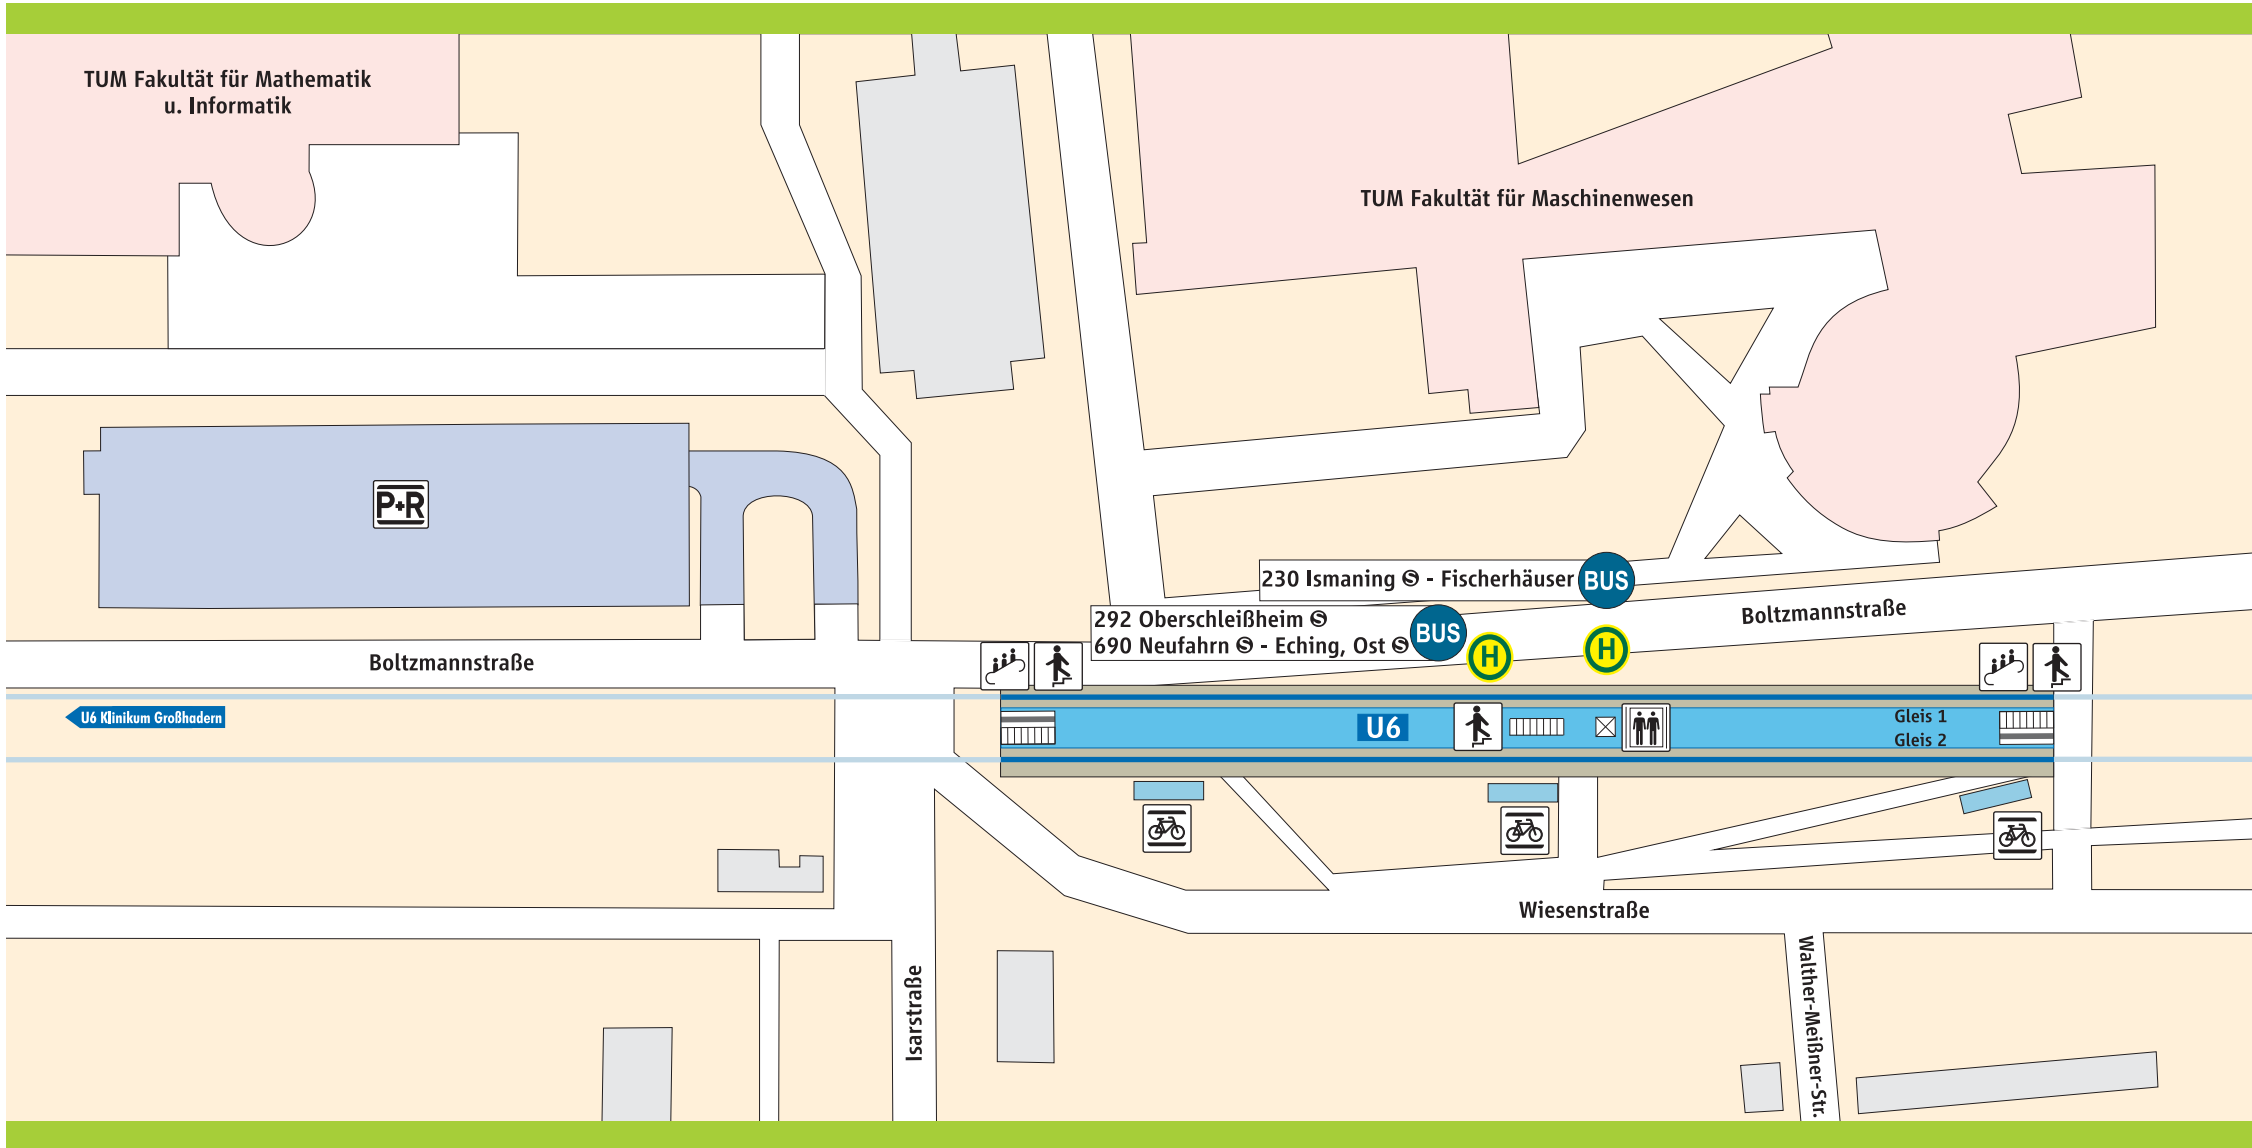 TUM Fakultät für Mathematik
u. Informatik
TUM Fakultät für Maschinenwesen
P+R
230 Ismaning Ⓢ - Fischerhäuser
BUS
292 Oberschleißheim Ⓢ
690 Neufahrn Ⓢ - Eching, Ost Ⓢ
BUS
H
H
Boltzmannstraße
Boltzmannstraße
U6 Klinikum Großhadern
U6
Gleis 1
Gleis 2
Wiesenstraße
Isarstraße
Walther-Meißner-Str.